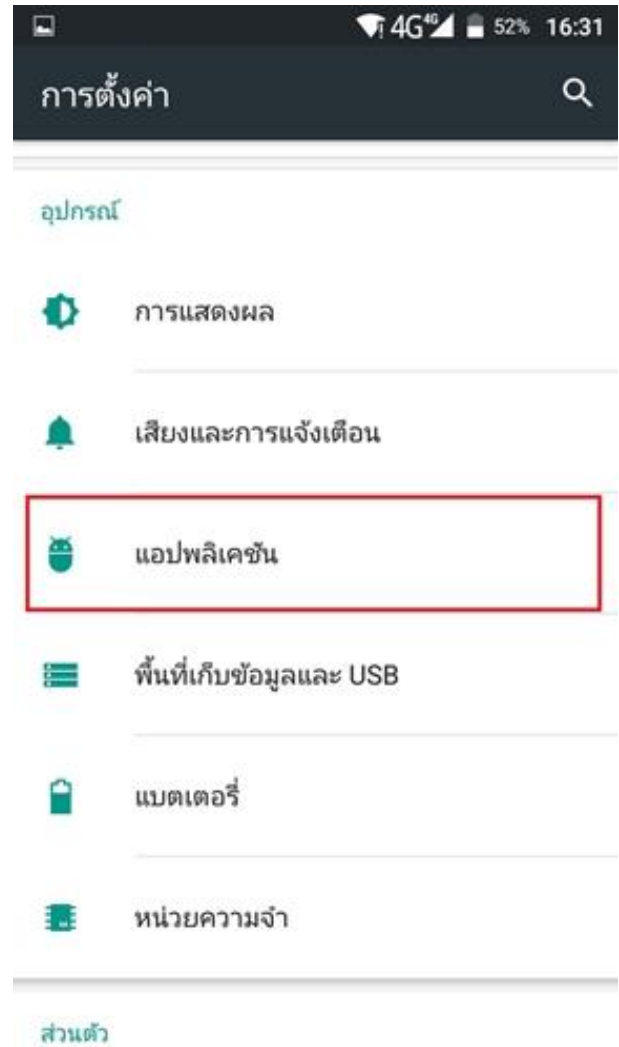 4G 4G 52% 16:31
การตั้งค่า
อุปกรณ์
การแสดงผล
เสียงและการแจ้งเตือน
แอปพลิเคชัน
พื้นที่เก็บข้อมูลและ USB
แบตเตอรี่
หน่วยความจำ
ส่วนตัว